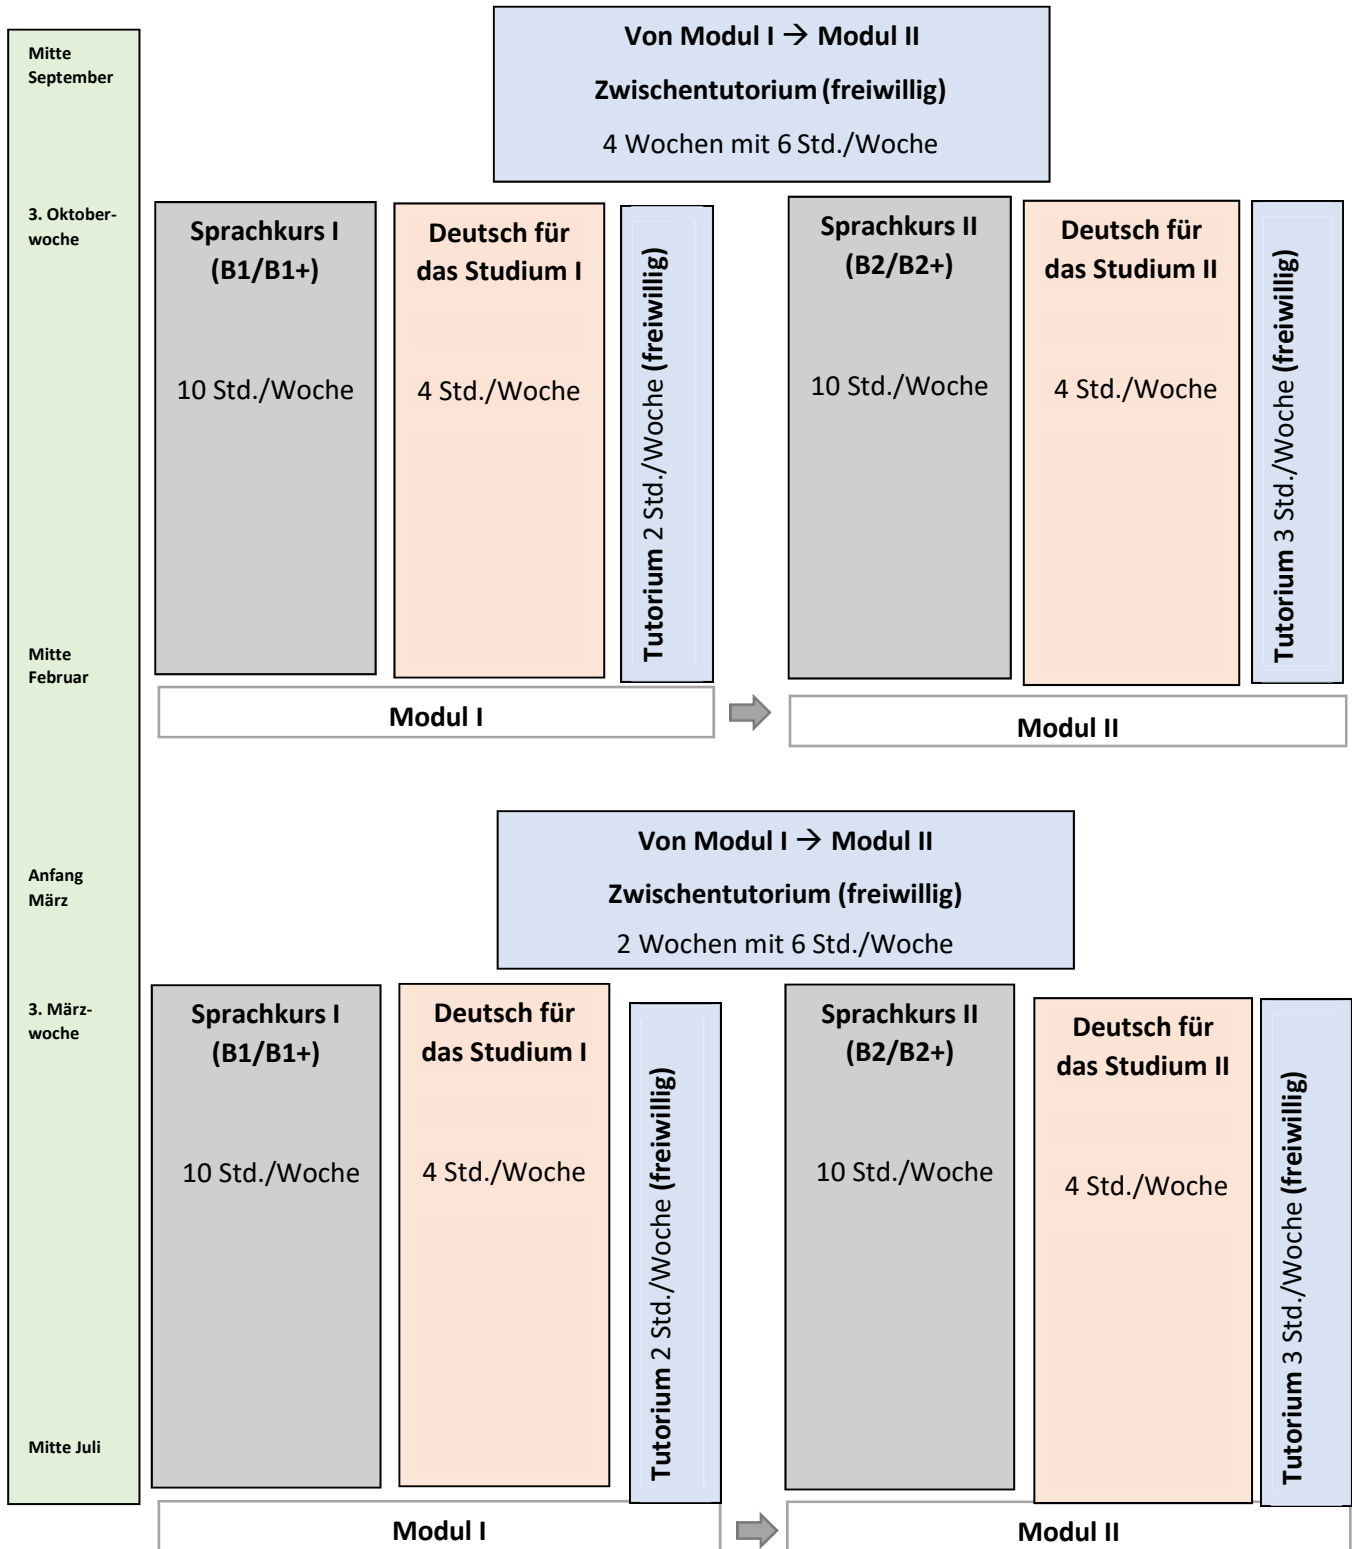 Mitte
September
Von Modul I → Modul II
Zwischentutorium (freiwillig)
4 Wochen mit 6 Std./Woche
3. Oktober-
woche
Sprachkurs I
(B1/B1+)
10 Std./Woche
Deutsch für
das Studium I
4 Std./Woche
Tutorium 2 Std./Woche (freiwillig)
Sprachkurs II
(B2/B2+)
10 Std./Woche
Deutsch für
das Studium II
4 Std./Woche
Tutorium 3 Std./Woche (freiwillig)
Mitte
Februar
Modul I
Modul II
Von Modul I → Modul II
Zwischentutorium (freiwillig)
2 Wochen mit 6 Std./Woche
Anfang
März
3. März-
woche
Sprachkurs I
(B1/B1+)
10 Std./Woche
Deutsch für
das Studium I
4 Std./Woche
Tutorium 2 Std./Woche (freiwillig)
Sprachkurs II
(B2/B2+)
10 Std./Woche
Deutsch für
das Studium II
4 Std./Woche
Tutorium 3 Std./Woche (freiwillig)
Mitte Juli
Modul I
Modul II